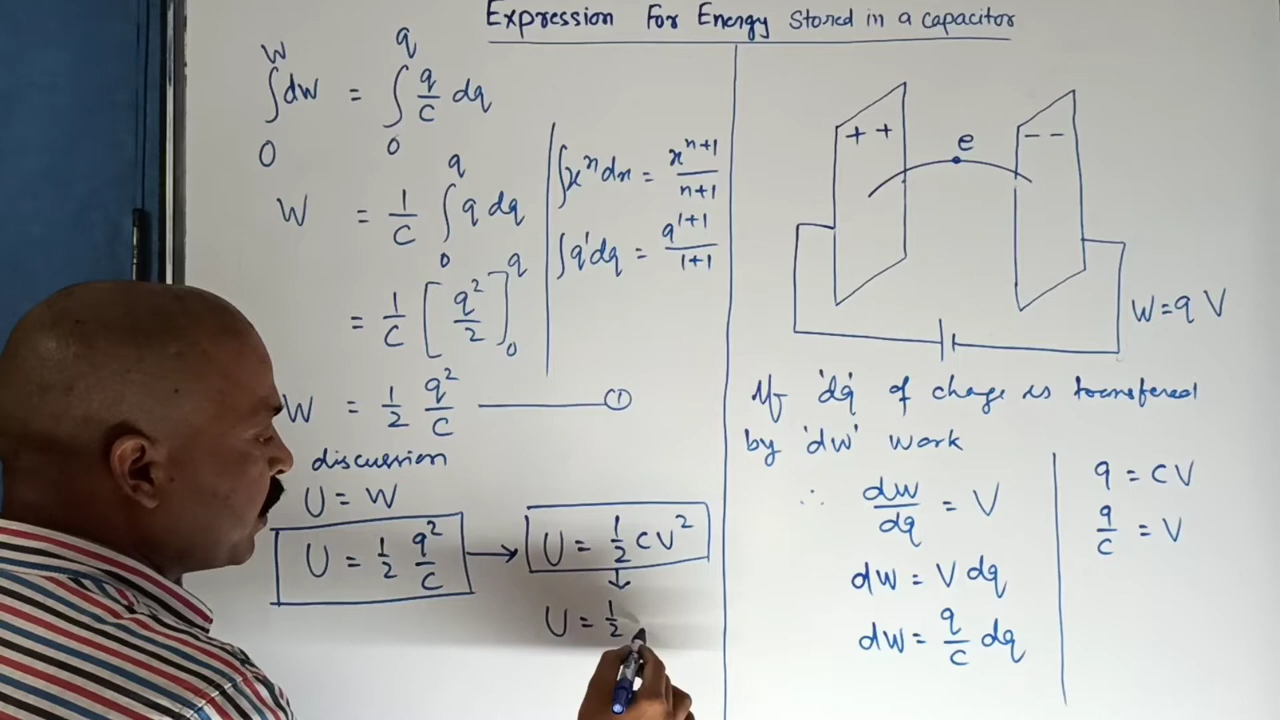 Expression For Energy Stored in a capacitor
∫₀ᵂ dw = ∫₀^q q/c dq
W = 1/c ∫₀^q q dq
= 1/c [q²/2]₀^q
W = 1/2 q²/c ——— ①
∫xⁿdx = xⁿ⁺¹/n+1
∫q¹dq = q¹⁺¹/1+1
discussion
U = W
U = 1/2 q²/c → U = 1/2 CV²
↓
U = 1/2
+ +
e
- -
W = q V
If 'dq' of charge is transferred
by 'dw' work
∴ dw/dq = V
dw = V dq
dw = q/c dq
q = CV
q/c = V